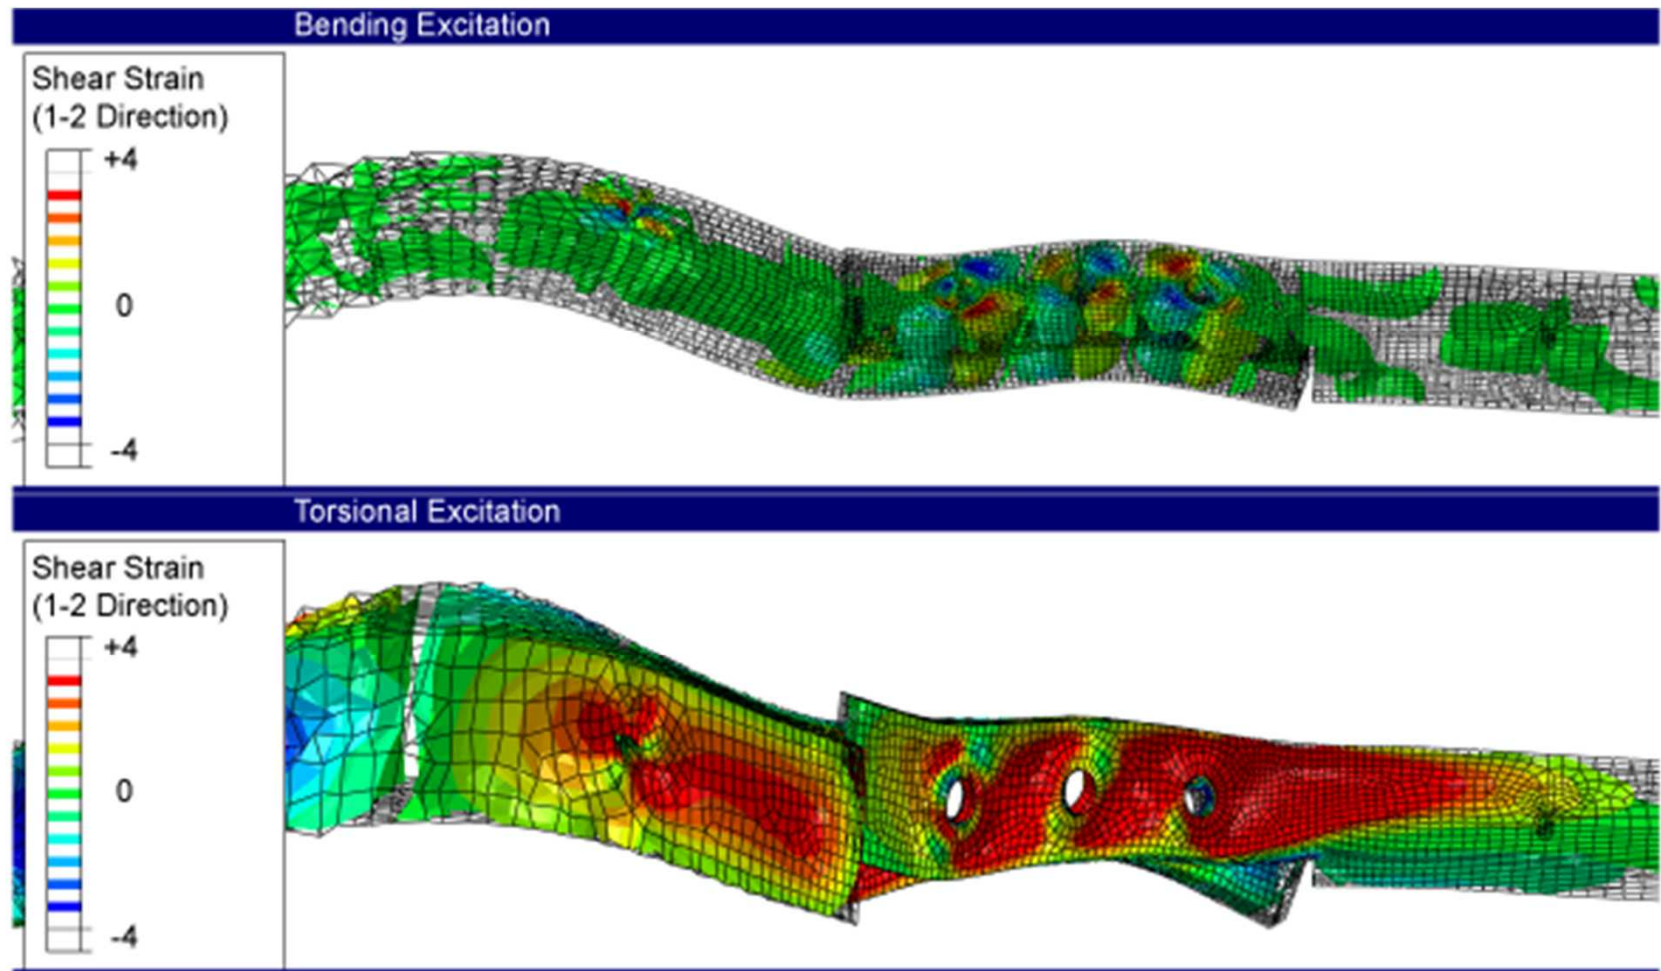 Bending Excitation
Shear Strain
(1-2 Direction)
+4
0
-4
Torsional Excitation
Shear Strain
(1-2 Direction)
+4
0
-4